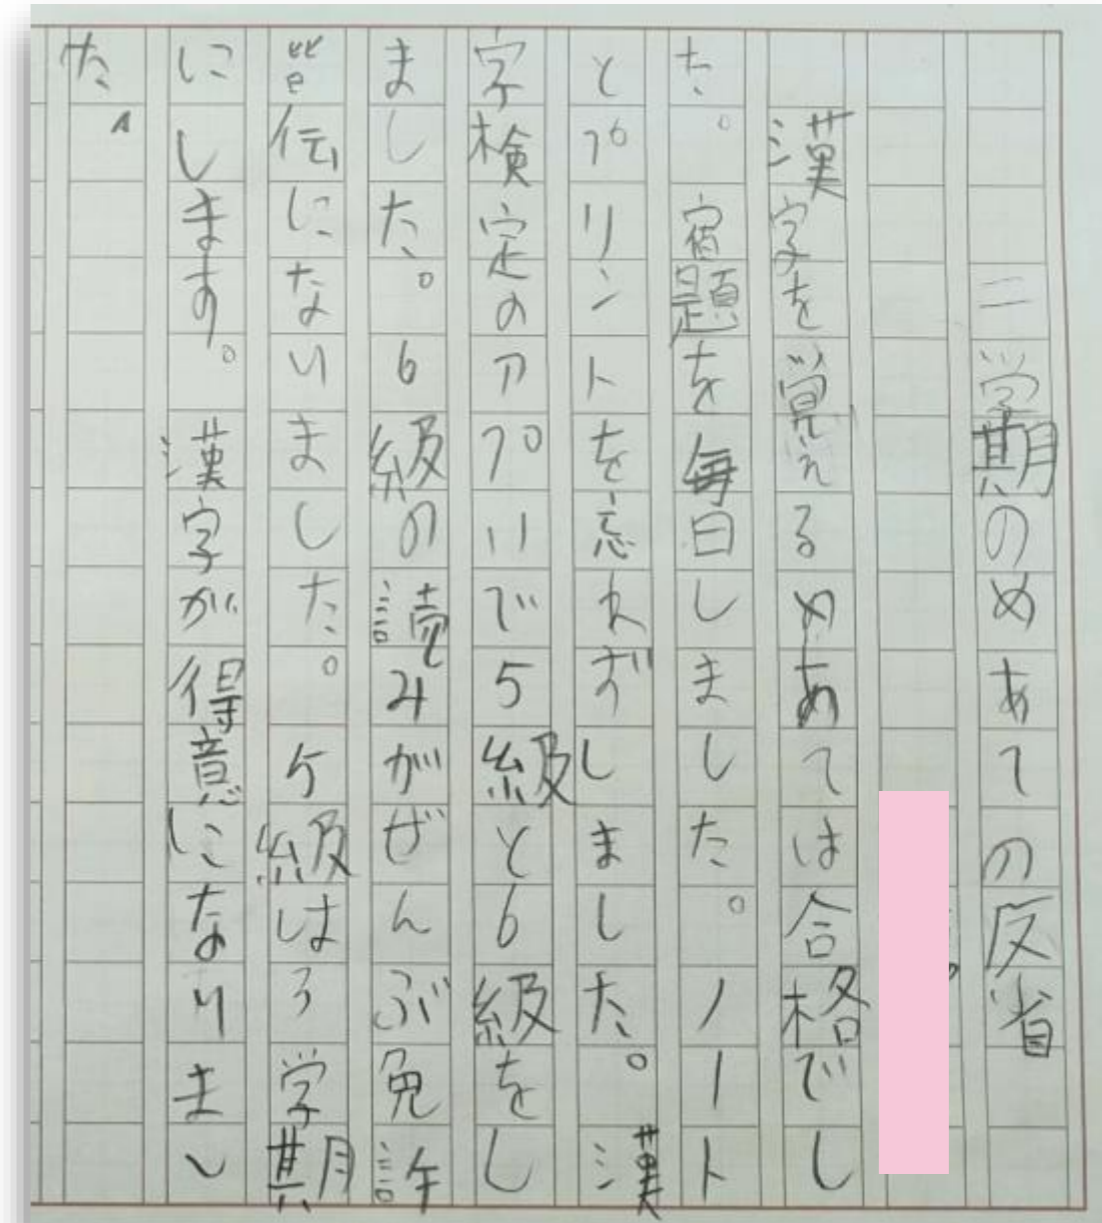 二学期のめあての反省
漢字を覚えるめあては合格でし
た。宿題を毎日しました。ノート
とプリントを忘れずしました。漢
字検定のアプリで5級と6級をし
ました。6級の読みがぜんぶ免許
皆伝になりました。級は3学期
にします。漢字が得意になりまし
た。